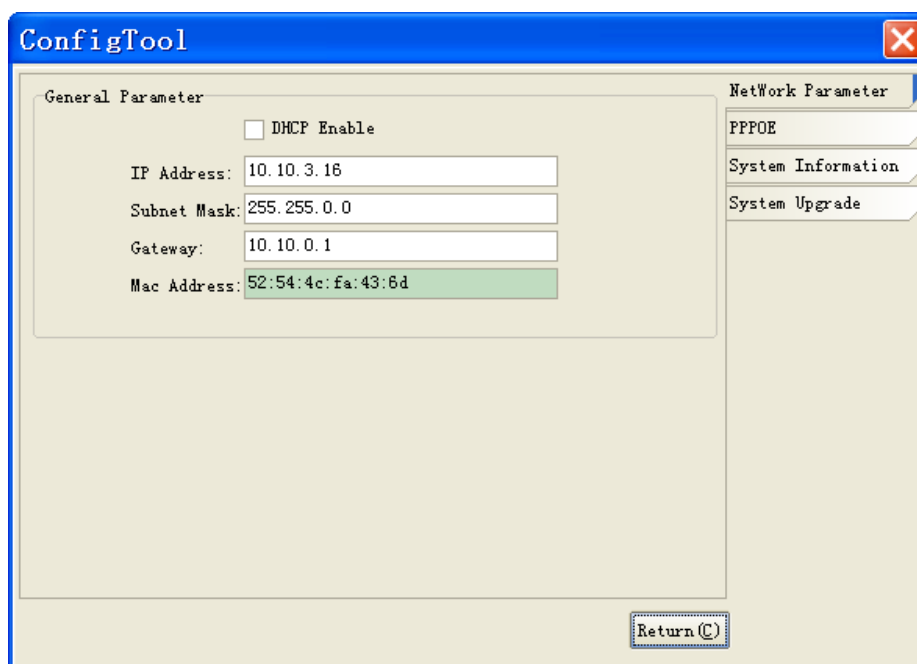 ConfigTool
General Parameter
DHCP Enable
IP Address: 10.10.3.16
Subnet Mask: 255.255.0.0
Gateway: 10.10.0.1
Mac Address: 52:54:4c:fa:43:6d
NetWork Parameter
PPPOE
System Information
System Upgrade
Return(C)